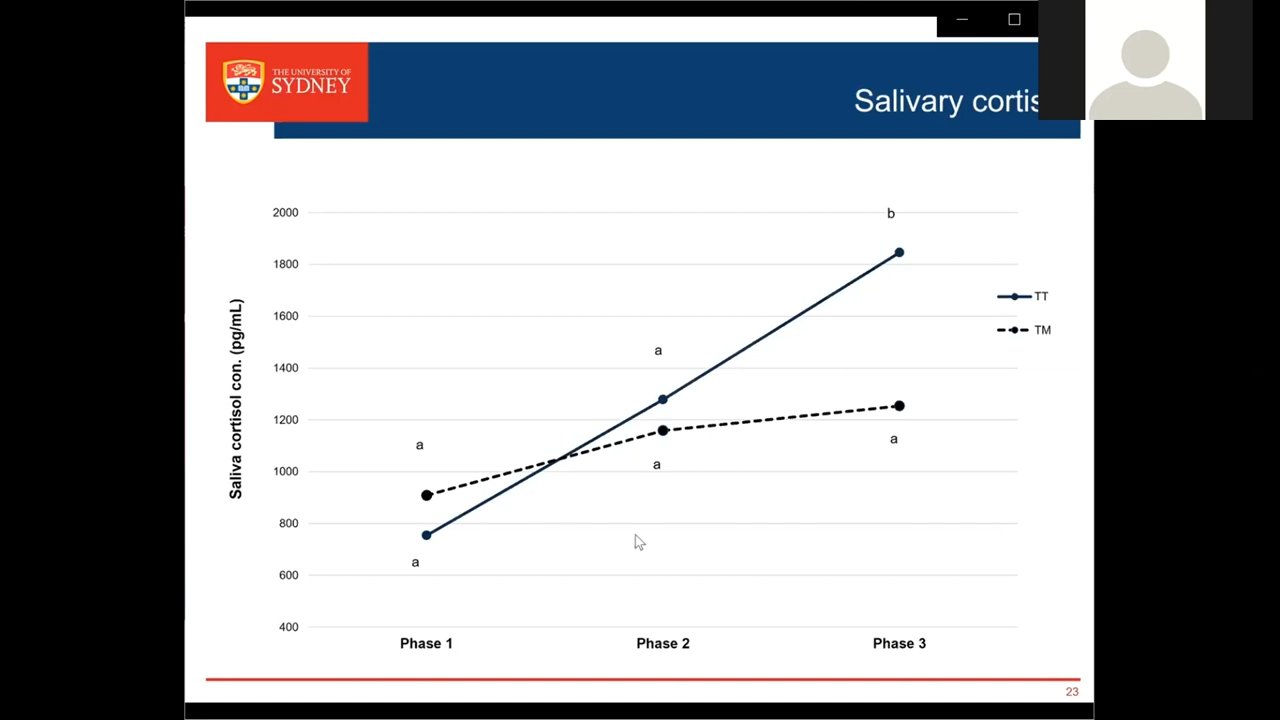 THE UNIVERSITY OF
SYDNEY
Salivary
2000
b
1800
TT
1600
TM
a
1400
1200
a
a
1000
a
800
a
600
400
Saliva cortisol con. (pg/mL)
Phase 1 Phase 2 Phase 3
23